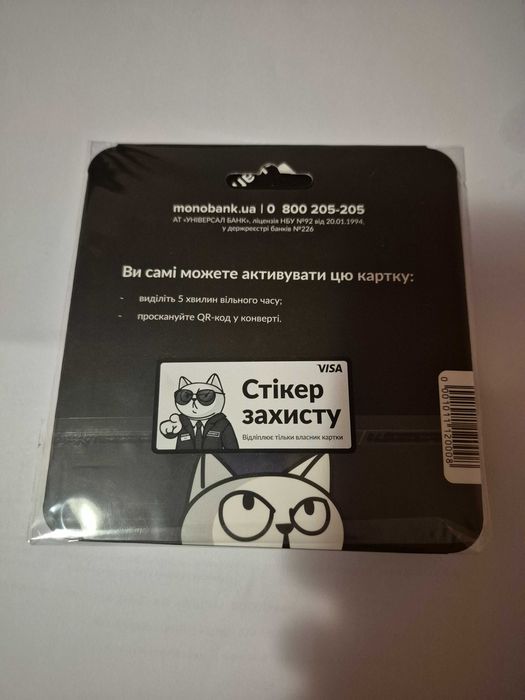 monobank.ua | 0 800 205-205
АТ «УНІВЕРСАЛ БАНК», ліцензія НБУ №92 від 20.01.1994,
у держреєстрі банків №226
Ви самі можете активувати цю картку:
- виділіть 5 хвилин вільного часу;
- проскануйте QR-код у конверті.
VISA
Стікер
захисту
Відліплює тільки власник картки
0001011120008